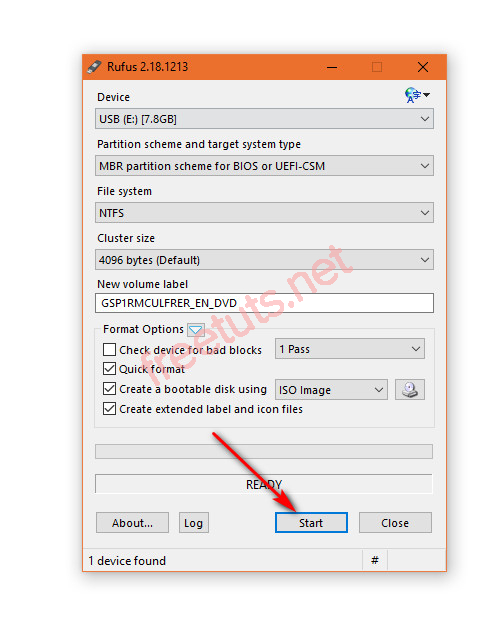 Rufus 2.18.1213
Device
USB (E:) [7.8GB]
Partition scheme and target system type
MBR partition scheme for BIOS or UEFI-CSM
File system
NTFS
Cluster size
4096 bytes (Default)
New volume label
GSP1RMCULFRER_EN_DVD
Format Options
Check device for bad blocks 1 Pass
Quick format
Create a bootable disk using ISO Image
Create extended label and icon files
freetuts.net
READY
About... Log Start Close
1 device found #